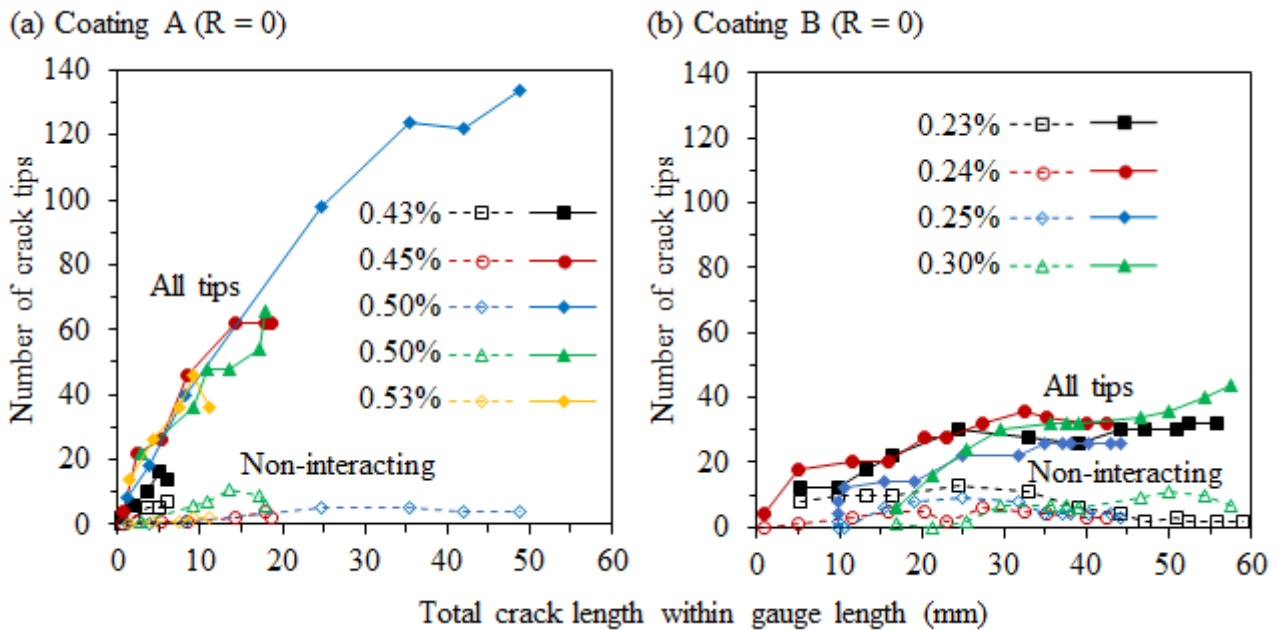 (a) Coating A (R = 0)
Number of crack tips
140
120
100
80
60
40
20
0
0 10 20 30 40 50 60
All tips
Non-interacting
0.43%
0.45%
0.50%
0.50%
0.53%
(b) Coating B (R = 0)
Number of crack tips
140
120
100
80
60
40
20
0
0 10 20 30 40 50 60
0.23%
0.24%
0.25%
0.30%
All tips
Non-interacting
Total crack length within gauge length (mm)